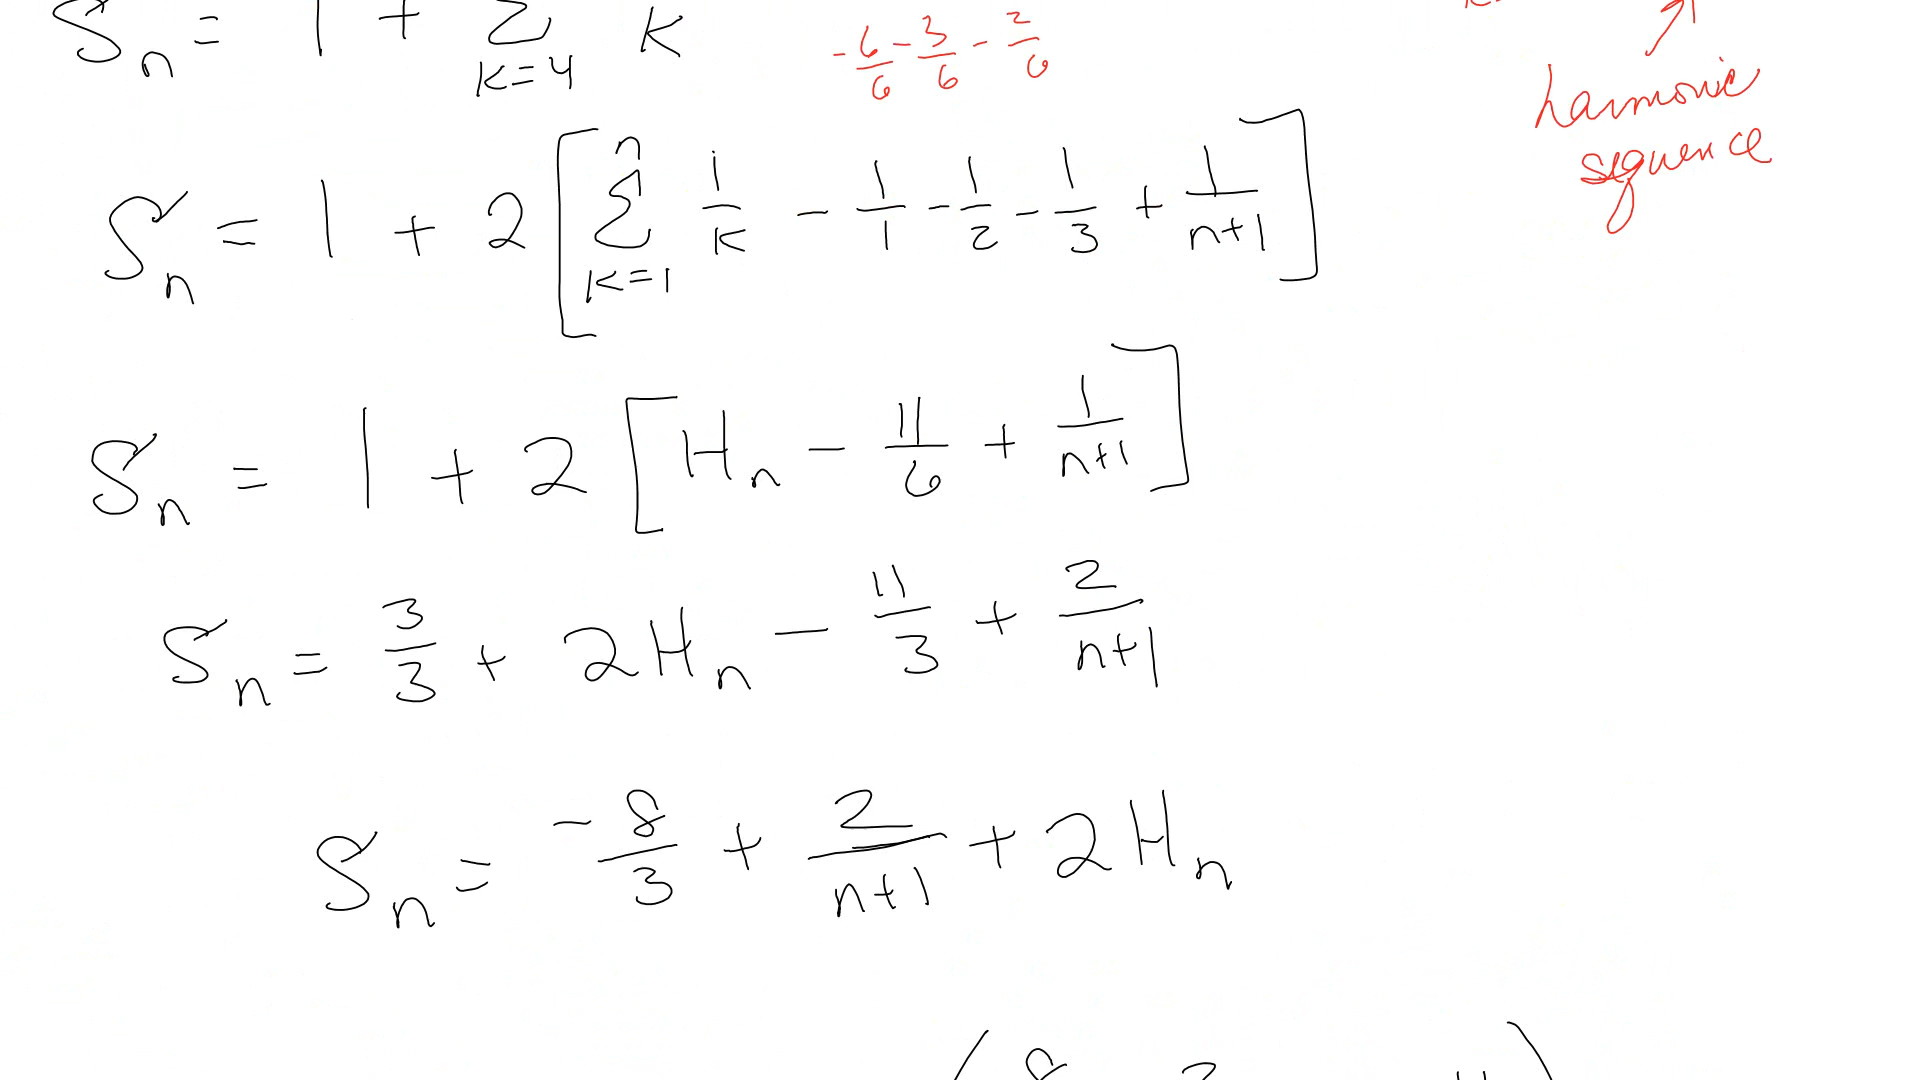 Sn = 1 + Σ k=4 k
-6/6 - 3/6 - 2/6
harmonic
sequence
Sn = 1 + 2 [ n Σ k=1 1/k - 1/1 - 1/2 - 1/3 + 1/n+1 ]
Sn = 1 + 2 [ Hn - 11/6 + 1/n+1 ]
Sn = 3/3 + 2Hn - 11/3 + 2/n+1
Sn = -8/3 + 2/n+1 + 2Hn